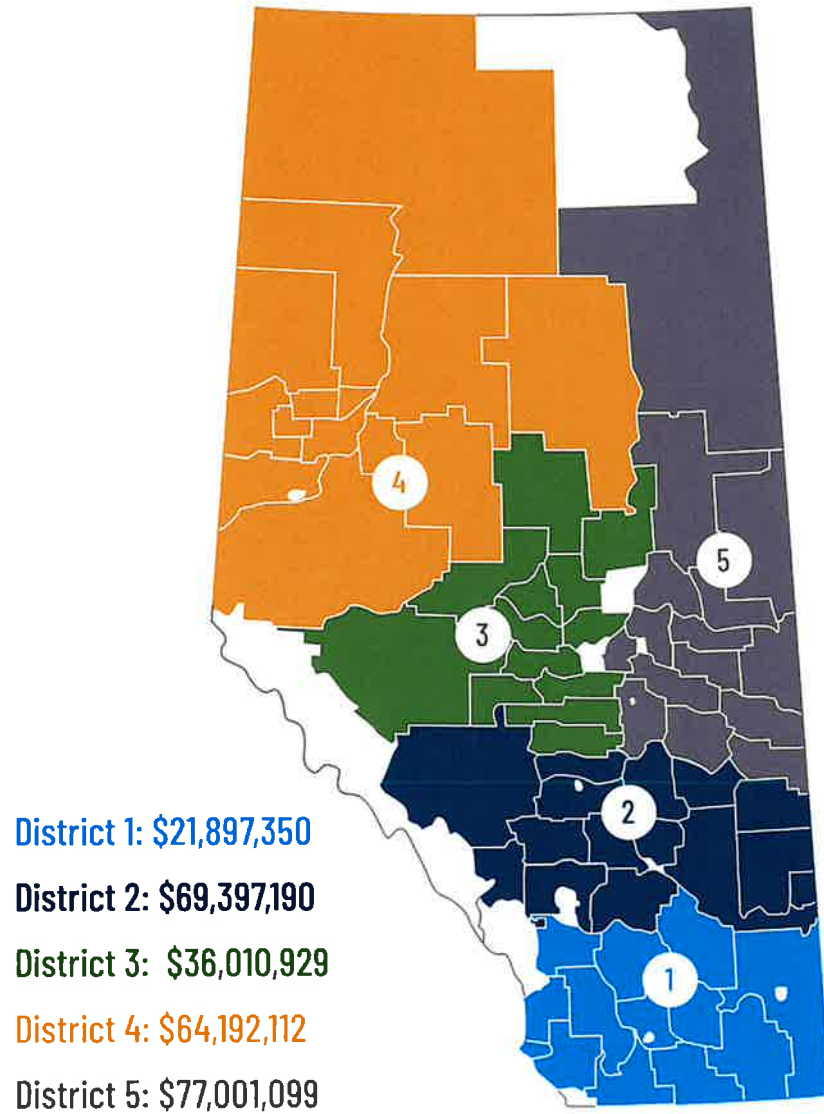 4
5
3
2
District 1: $21,897,350
District 2: $69,397,190
District 3: $36,010,929
1
District 4: $64,192,112
District 5: $77,001,099